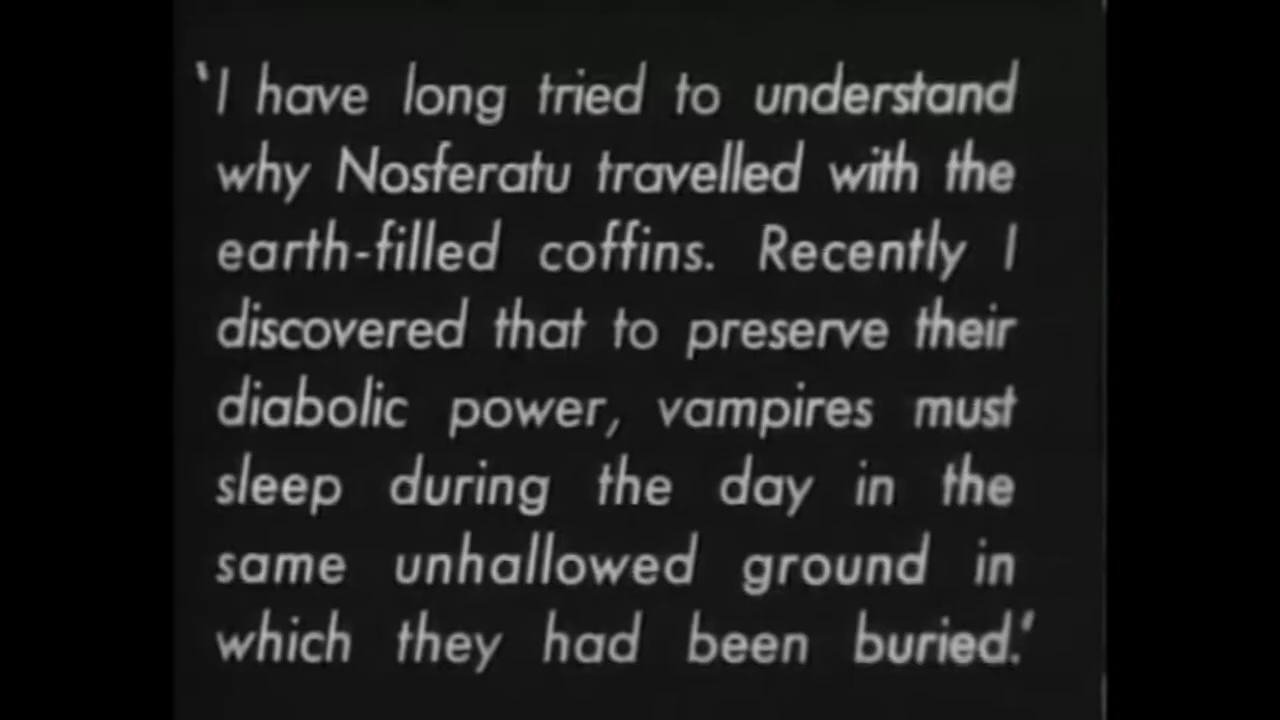 'I have long tried to understand
why Nosferatu travelled with the
earth-filled coffins. Recently I
discovered that to preserve their
diabolic power, vampires must
sleep during the day in the
same unhallowed ground in
which they had been buried.'